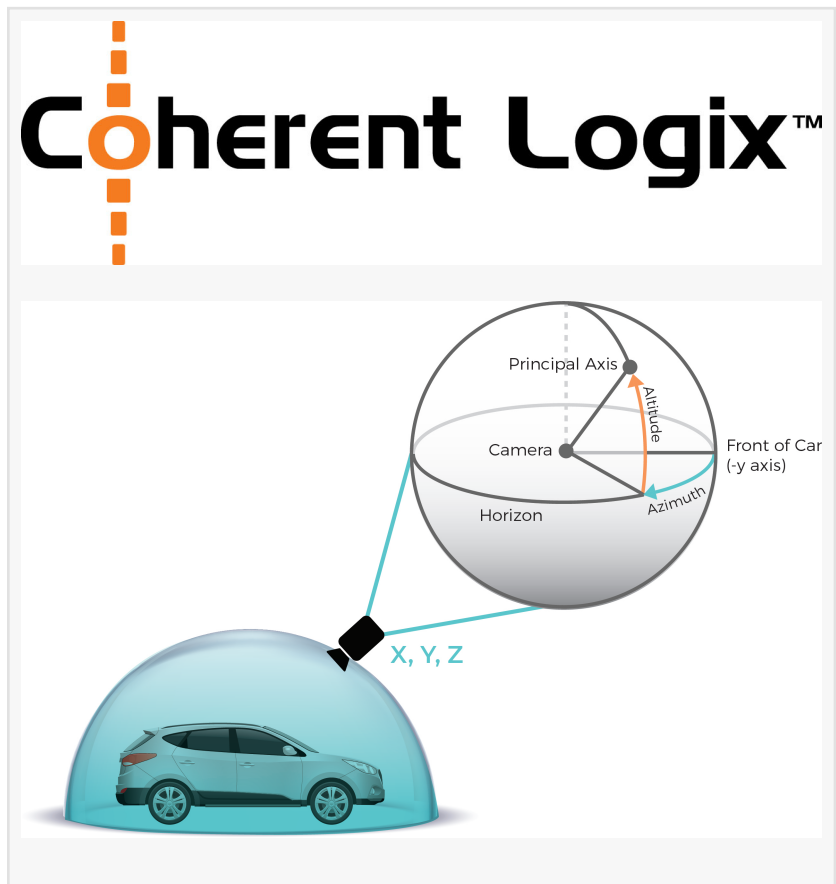 Coherent Logix™
Principal Axis
Altitude
Camera
Front of Car
(-y axis)
Azimuth
Horizon
X, Y, Z